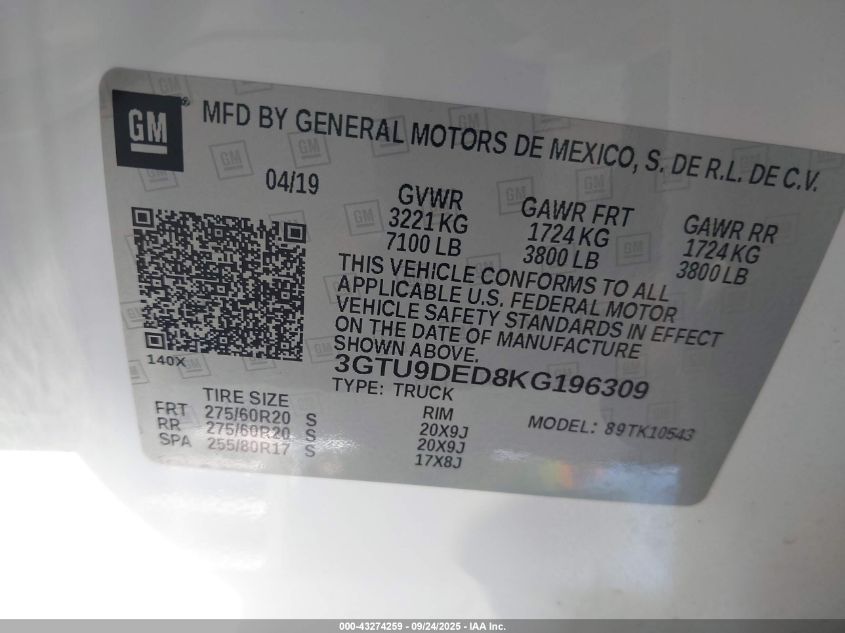 GM ® MFD BY GENERAL MOTORS DE MEXICO, S. DE R.L. DE C.V.
04/19
GVWR GAWR FRT GAWR RR
3221 KG 1724 KG 1724 KG
7100 LB 3800 LB 3800 LB
THIS VEHICLE CONFORMS TO ALL
APPLICABLE U.S. FEDERAL MOTOR
VEHICLE SAFETY STANDARDS IN EFFECT
ON THE DATE OF MANUFACTURE
SHOWN ABOVE.
140X
3GTU9DED8KG196309
TYPE: TRUCK
TIRE SIZE RIM MODEL: 89TK10543
FRT 275/60R20 S 20X9J
RR 275/60R20 S 20X9J
SPA 255/80R17 S 17X8J
000-43274259 - 09/24/2025 - IAA Inc.